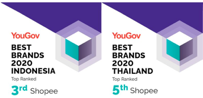 YouGov
BEST
BRANDS
2020
INDONESIA
Top Ranked
3rd Shopee
YouGov
BEST
BRANDS
2020
THAILAND
Top Ranked
5th Shopee